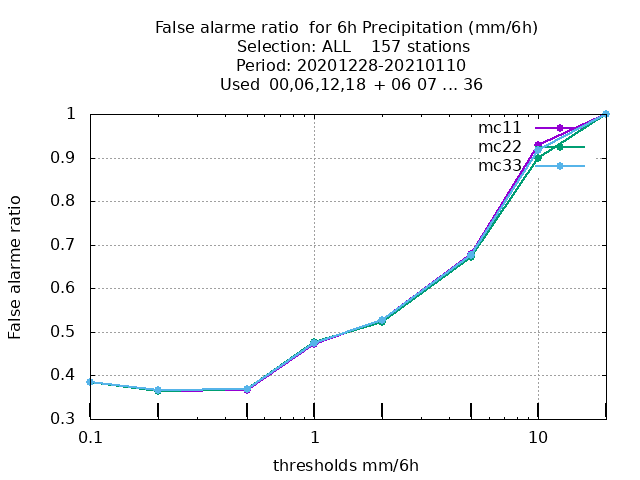 False alarme ratio  for 6h Precipitation (mm/6h)
Selection: ALL    157 stations
Period: 20201228-20210110
Used  00,06,12,18  + 06 07 ... 36
mc11
mc22
mc33
1
0.9
0.8
0.7
0.6
0.5
0.4
0.3
False alarme ratio
0.1
1
10
thresholds mm/6h